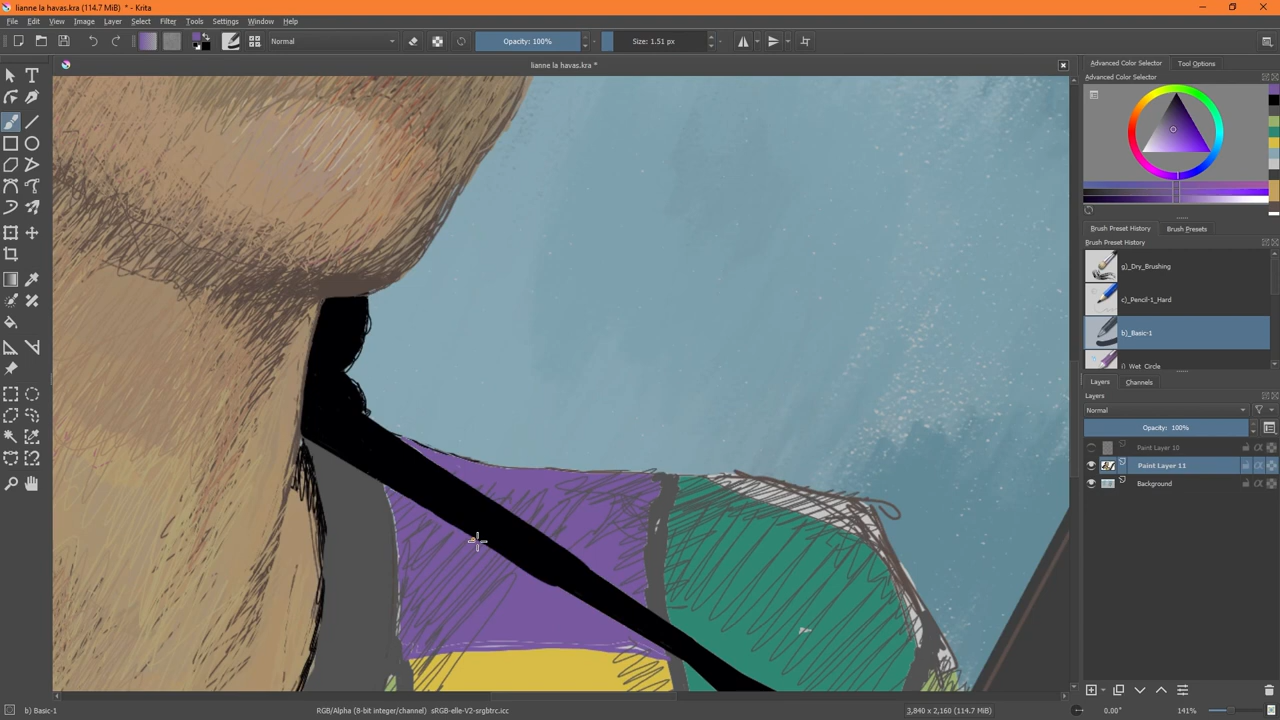 lianne la havas.kra (114.7 MiB) * - Krita
File Edit View Image Layer Select Filter Tools Settings Window Help
Normal Opacity: 100% Size: 1.51 px
lianne la havas.kra *
Advanced Color Selector Tool Options
Advanced Color Selector
Brush Preset History Brush Presets
Brush Preset History
g)_Dry_Brushing
c)_Pencil-1_Hard
b)_Basic-1
i)_Wet_Circle
Layers Channels
Layers
Normal
Opacity: 100%
Paint Layer 10
Paint Layer 11
Background
b) Basic-1 RGB/Alpha (8-bit integer/channel) sRGB-elle-V2-srgbtrc.icc 3,840 x 2,160 (114.7 MiB) 0.00° 141%